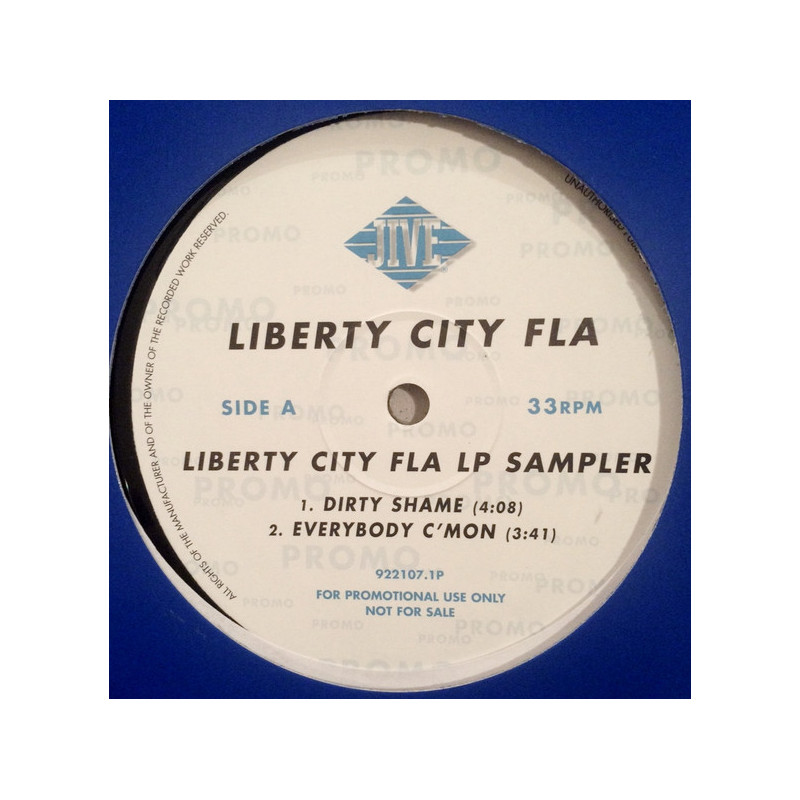 JIVE
LIBERTY CITY FLA
SIDE A
33RPM
LIBERTY CITY FLA LP SAMPLER
1. DIRTY SHAME (4:08)
2. EVERYBODY C'MON (3:41)
922107.1P
FOR PROMOTIONAL USE ONLY
NOT FOR SALE
ALL RIGHTS OF THE MANUFACTURER AND OF THE OWNER OF THE RECORDED WORK RESERVED.
UNAUTHORISED
PROMO